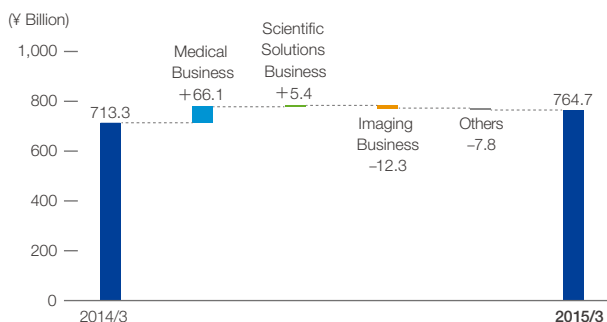 (¥ Billion)
1,000
800
600
400
200
0
713.3
Medical
Business
+66.1
Scientific
Solutions
Business
+5.4
Imaging
Business
–12.3
Others
–7.8
764.7
2014/3
2015/3